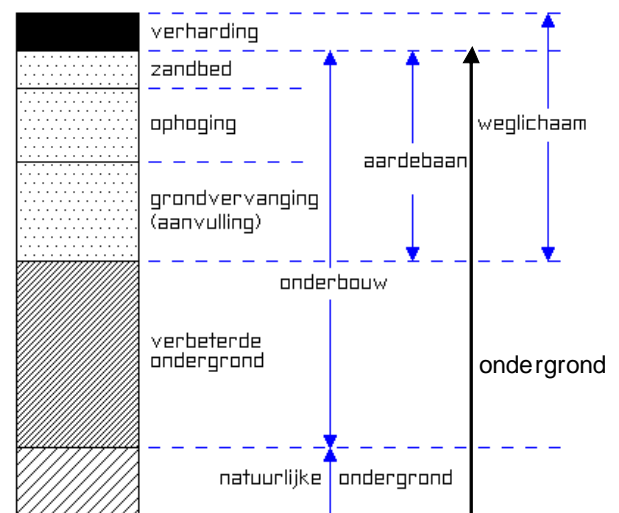 verharding
zandbed
ophoging
weglichaam
aardebaan
grondvervanging
(aanvulling)
onderbouw
verbeterde
ondergrond
ondergrond
natuurlijke ondergrond